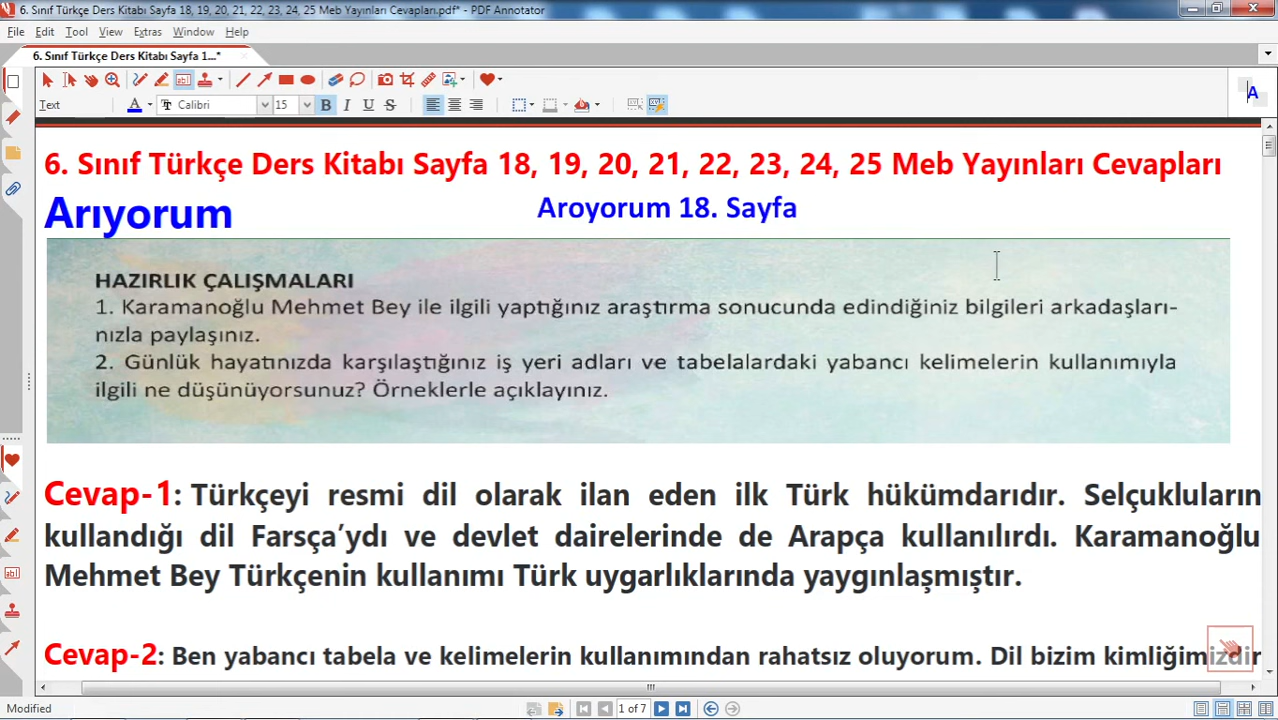 6. Sınıf Türkçe Ders Kitabı Sayfa 18, 19, 20, 21, 22, 23, 24, 25 Meb Yayınları Cevapları.pdf* - PDF Annotator
File Edit Tool View Extras Window Help
6. Sınıf Türkçe Ders Kitabı Sayfa 1...*
Text Calibri 15 B I U S
A
6. Sınıf Türkçe Ders Kitabı Sayfa 18, 19, 20, 21, 22, 23, 24, 25 Meb Yayınları Cevapları
Arıyorum Aroyorum 18. Sayfa
HAZIRLIK ÇALIŞMALARI
1. Karamanoğlu Mehmet Bey ile ilgili yaptığınız araştırma sonucunda edindiğiniz bilgileri arkadaşları-
nızla paylaşınız.
2. Günlük hayatınızda karşılaştığınız iş yeri adları ve tabelalardaki yabancı kelimelerin kullanımıyla
ilgili ne düşünüyorsunuz? Örneklerle açıklayınız.
Cevap-1: Türkçeyi resmi dil olarak ilan eden ilk Türk hükümdarıdır. Selçukluların
kullandığı dil Farsça’ydı ve devlet dairelerinde de Arapça kullanılırdı. Karamanoğlu
Mehmet Bey Türkçenin kullanımı Türk uygarlıklarında yaygınlaşmıştır.
Cevap-2: Ben yabancı tabela ve kelimelerin kullanımından rahatsız oluyorum. Dil bizim kimliğimizdir
Modified 1 of 7